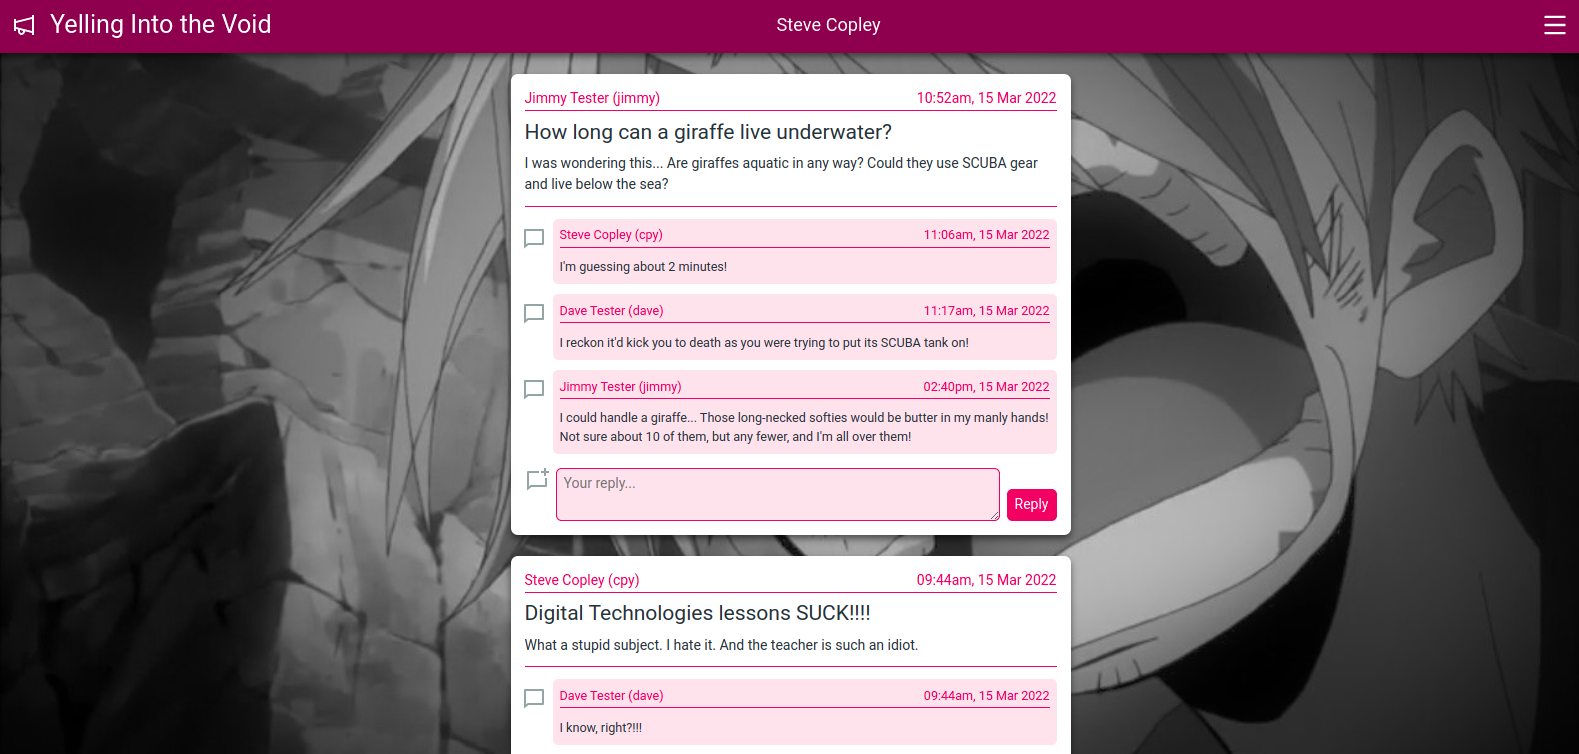 Yelling Into the Void
Steve Copley
Jimmy Tester (jimmy) 10:52am, 15 Mar 2022
How long can a giraffe live underwater?
I was wondering this... Are giraffes aquatic in any way? Could they use SCUBA gear
and live below the sea?
Steve Copley (cpy) 11:06am, 15 Mar 2022
I'm guessing about 2 minutes!
Dave Tester (dave) 11:17am, 15 Mar 2022
I reckon it'd kick you to death as you were trying to put its SCUBA tank on!
Jimmy Tester (jimmy) 02:40pm, 15 Mar 2022
I could handle a giraffe... Those long-necked softies would be butter in my manly hands!
Not sure about 10 of them, but any fewer, and I'm all over them!
Your reply...
Reply
Steve Copley (cpy) 09:44am, 15 Mar 2022
Digital Technologies lessons SUCK!!!!
What a stupid subject. I hate it. And the teacher is such an idiot.
Dave Tester (dave) 09:44am, 15 Mar 2022
I know, right?!!!